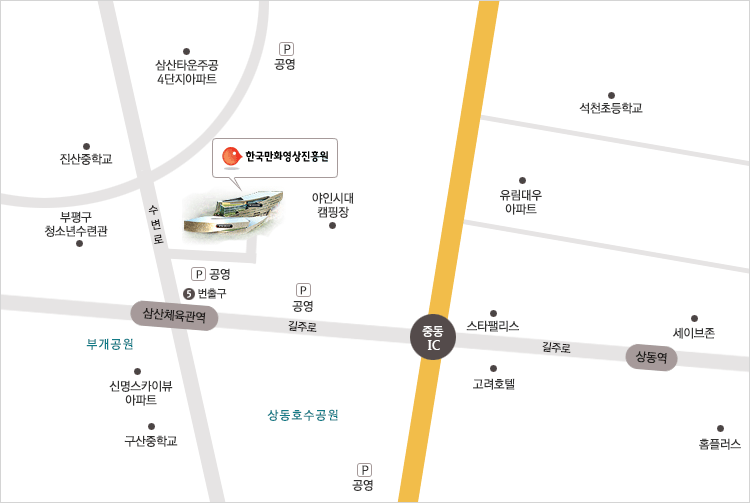 P
공영
삼산타운주공
4단지아파트
석천초등학교
진산중학교
한국만화영상진흥원
유림대우
아파트
야인시대
캠핑장
수변로
부평구
청소년수련관
P 공영
P
공영
5 번출구
삼산체육관역
길주로
중동
IC
스타팰리스
세이브존
길주로
상동역
부개공원
신명스카이뷰
아파트
고려호텔
상동호수공원
구산중학교
홈플러스
P
공영